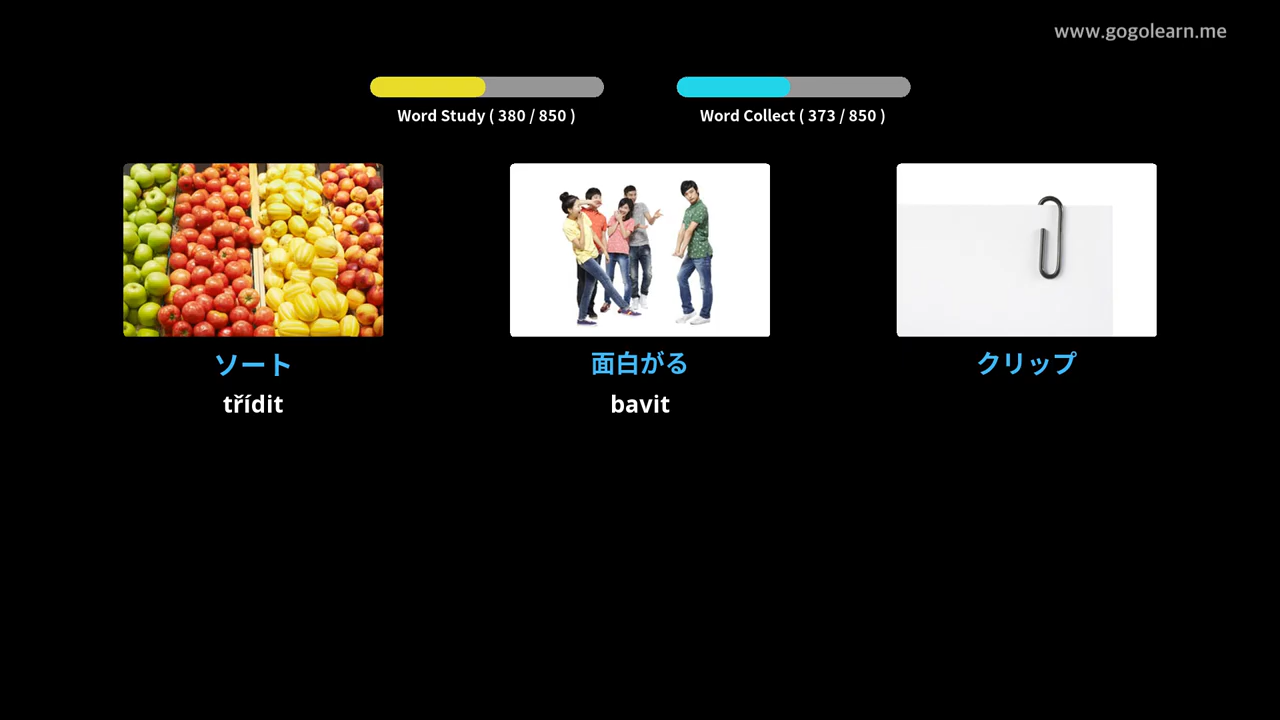 www.gogolearn.me
Word Study ( 380 / 850 )
Word Collect ( 373 / 850 )
ソート
面白がる
クリップ
třídit
bavit